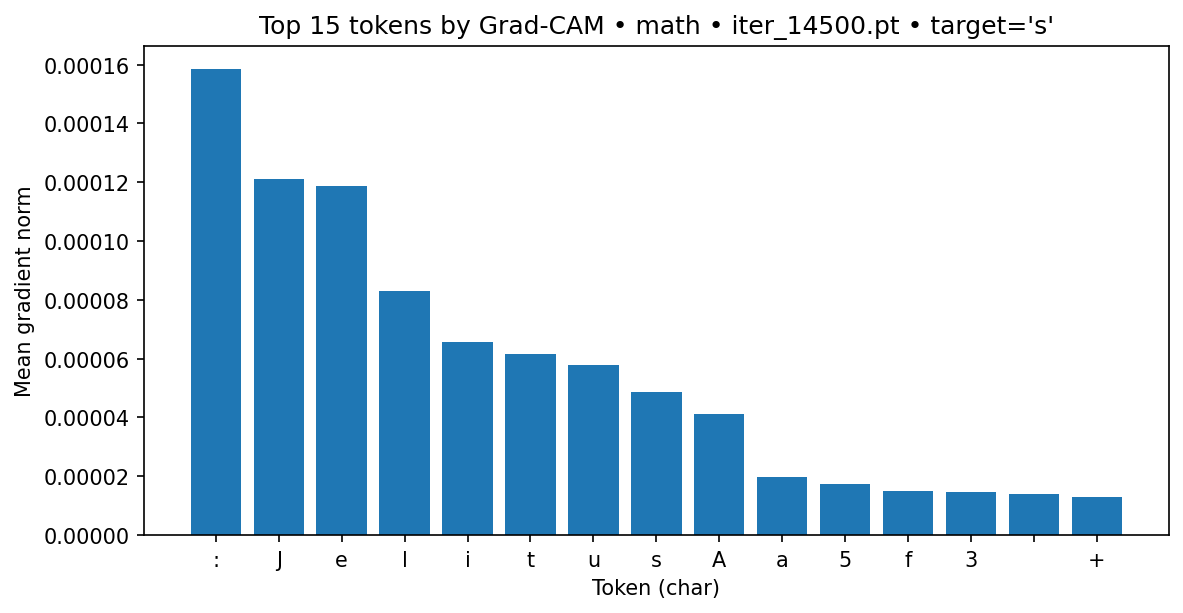 Top 15 tokens by Grad-CAM • math • iter_14500.pt • target='s'
Mean gradient norm
0.00016
0.00014
0.00012
0.00010
0.00008
0.00006
0.00004
0.00002
0.00000
: J e l i t u s A a 5 f 3 +
Token (char)